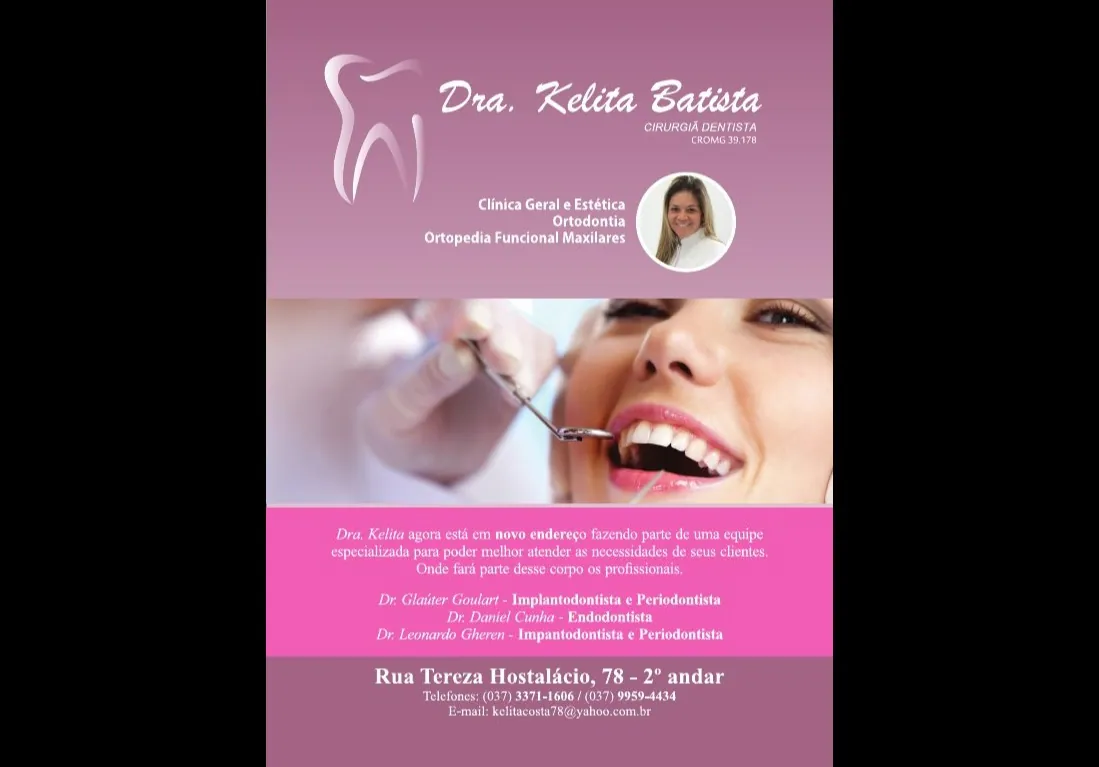 Dra. Kelita Batista
CIRURGIÃ DENTISTA
CROMG 39.178
Clínica Geral e Estética
Ortodontia
Ortopedia Funcional Maxilares
Dra. Kelita agora está em novo endereço fazendo parte de uma equipe
especializada para poder melhor atender as necessidades de seus clientes.
Onde fará parte desse corpo os profissionais.
Dr. Glaúter Goulart - Implantodontista e Periodontista
Dr. Daniel Cunha - Endodontista
Dr. Leonardo Gheren - Impantodontista e Periodontista
Rua Tereza Hostalácio, 78 - 2º andar
Telefones: (037) 3371-1606 / (037) 9959-4434
E-mail: kelitacosta78@yahoo.com.br